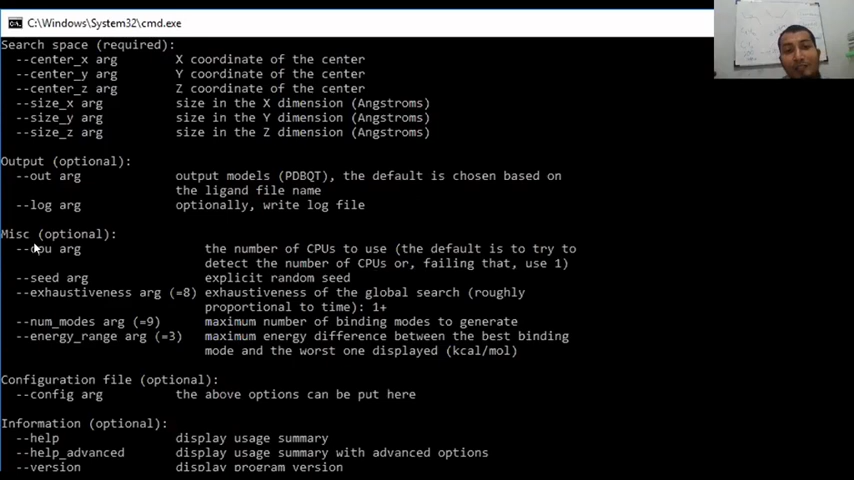 C:\Windows\System32\cmd.exe
Search space (required):
--center_x arg X coordinate of the center
--center_y arg Y coordinate of the center
--center_z arg Z coordinate of the center
--size_x arg size in the X dimension (Angstroms)
--size_y arg size in the Y dimension (Angstroms)
--size_z arg size in the Z dimension (Angstroms)
Output (optional):
--out arg output models (PDBQT), the default is chosen based
on the ligand file name
--log arg optionally, write log file
Misc (optional):
--cpu arg the number of CPUs to use (the default is to try to
detect the number of CPUs or, failing that, use 1)
--seed arg explicit random seed
--exhaustiveness arg (=8) exhaustiveness of the global search (roughly
proportional to time): 1+
--num_modes arg (=9) maximum number of binding modes to generate
--energy_range arg (=3) maximum energy difference between the best binding
mode and the worst one displayed (kcal/mol)
Configuration file (optional):
--config arg the above options can be put here
Information (optional):
--help display usage summary
--help_advanced display usage summary with advanced options
--version display program version